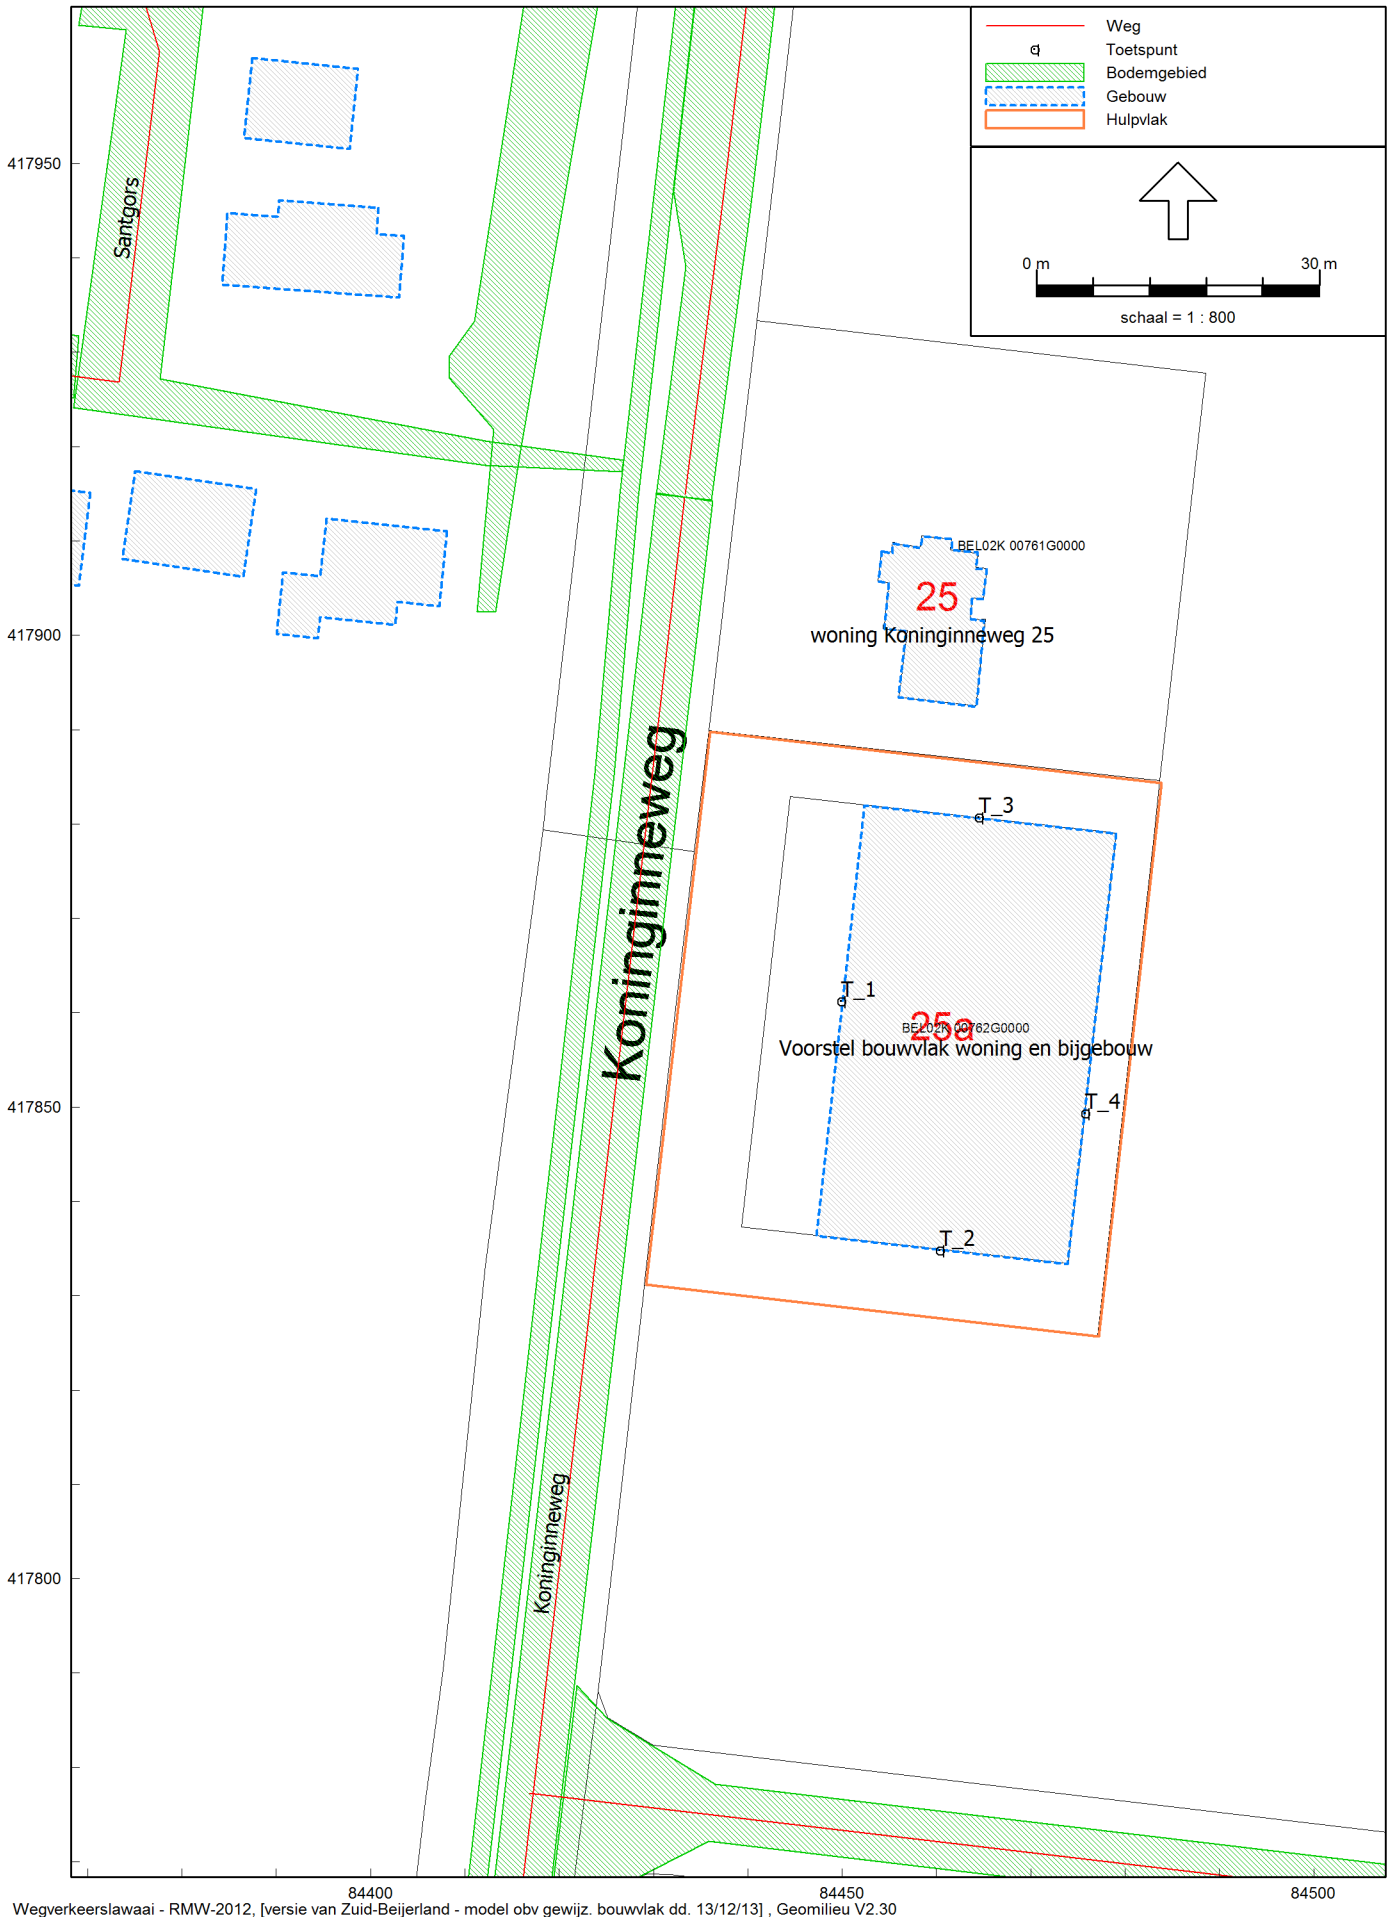 Weg
Toetspunt
Bodemgebied
Gebouw
Hulpvlak
0 m 30 m
schaal = 1 : 800
417950
417900
417850
417800
84400 84450 84500
Santgors
BEL02K 00761G0000
25
woning Koninginneweg 25
Koninginneweg
T_3
T_1
25a
BEL02K 00762G0000
Voorstel bouwvlak woning en bijgebouw
T_4
T_2
Koninginneweg
Wegverkeerslawaai - RMW-2012, [versie van Zuid-Beijerland - model obv gewijz. bouwvlak dd. 13/12/13] , Geomilieu V2.30